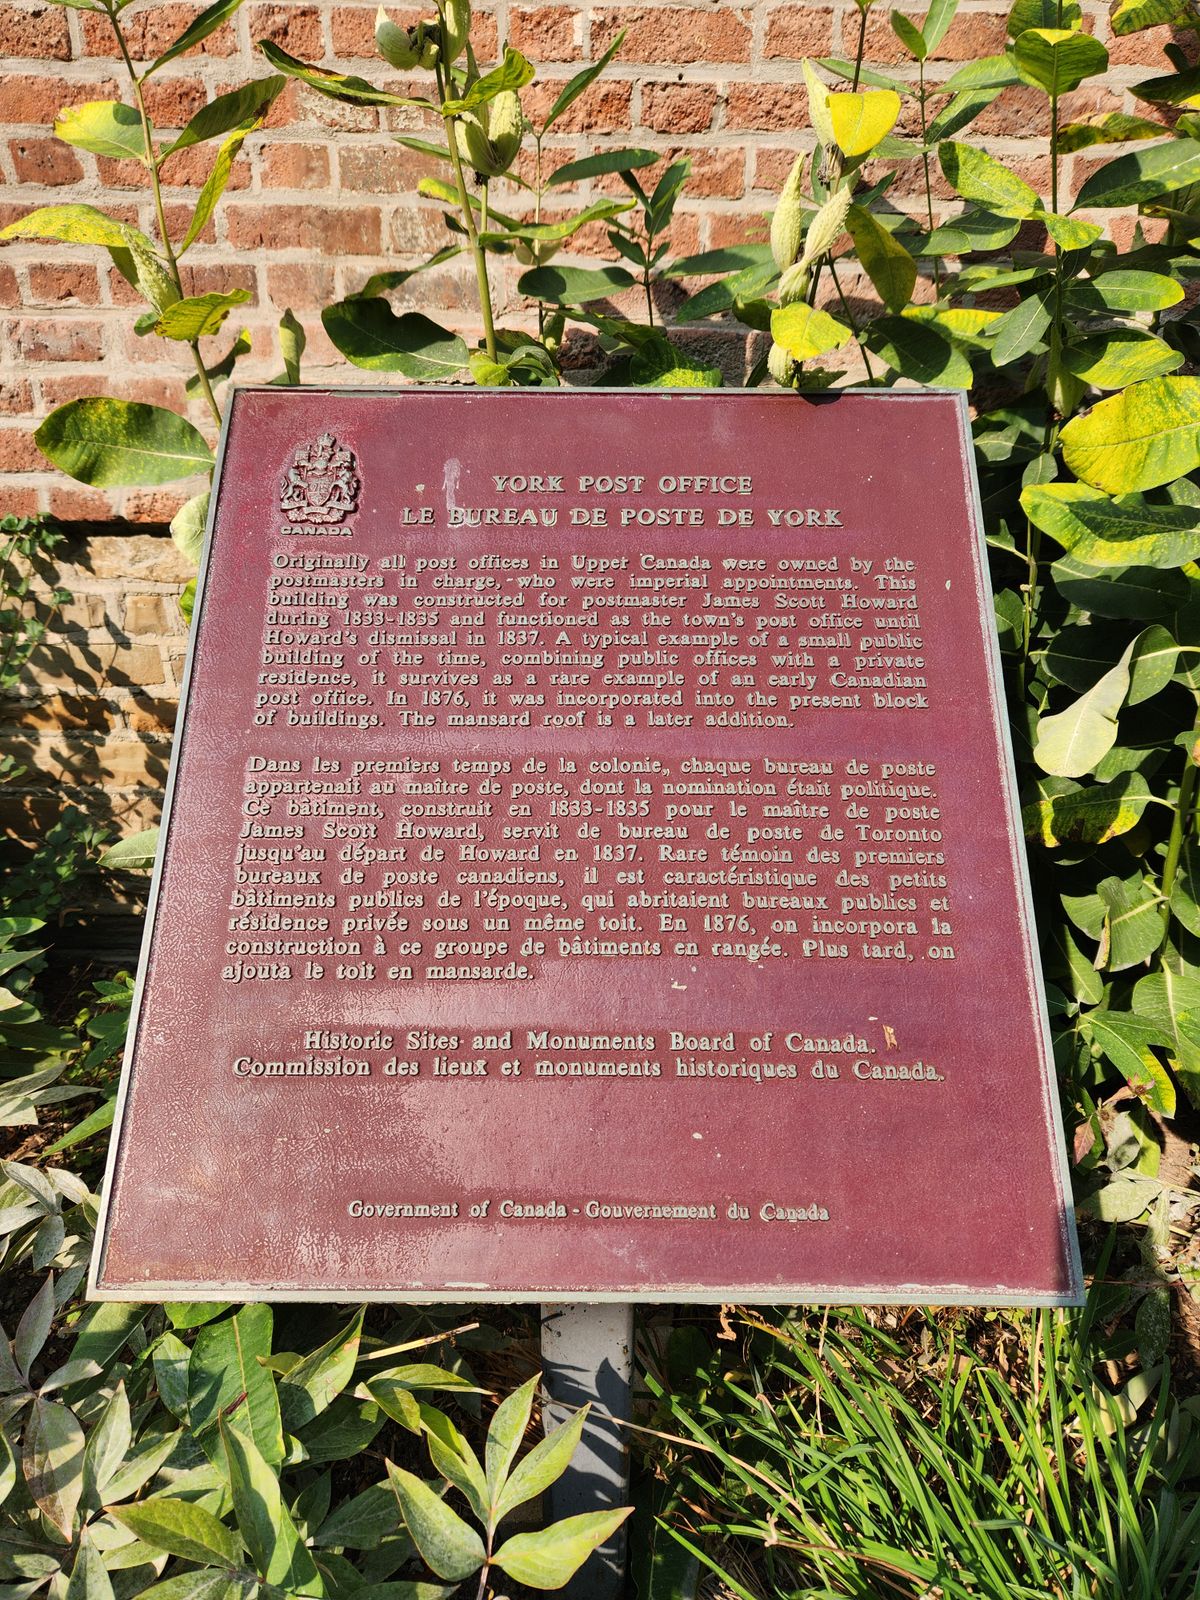 CANADA
YORK POST OFFICE
LE BUREAU DE POSTE DE YORK
Originally all post offices in Upper Canada were owned by the
postmasters in charge, who were imperial appointments. This
building was constructed for postmaster James Scott Howard
during 1833-1835 and functioned as the town's post office until
Howard's dismissal in 1837. A typical example of a small public
building of the time, combining public offices with a private
residence, it survives as a rare example of an early Canadian
post office. In 1876, it was incorporated into the present block
of buildings. The mansard roof is a later addition.
Dans les premiers temps de la colonie, chaque bureau de poste
appartenait au maître de poste, dont la nomination était politique.
Ce bâtiment, construit en 1833-1835 pour le maître de poste
James Scott Howard, servit de bureau de poste de Toronto
jusqu'au départ de Howard en 1837. Rare témoin des premiers
bureaux de poste canadiens, il est caractéristique des petits
bâtiments publics de l'époque, qui abritaient bureaux publics et
résidence privée sous un même toit. En 1876, on incorpora la
construction à ce groupe de bâtiments en rangée. Plus tard, on
ajouta le toit en mansarde.
Historic Sites and Monuments Board of Canada.
Commission des lieux et monuments historiques du Canada.
Government of Canada - Gouvernement du Canada